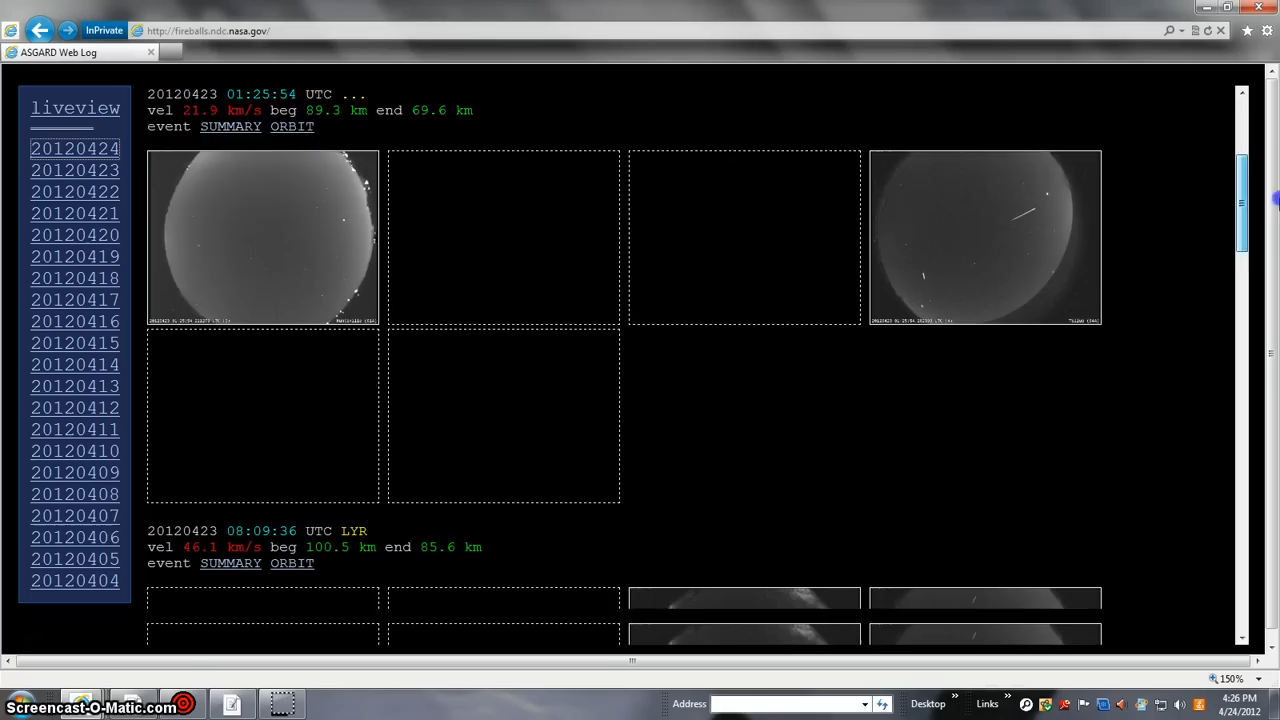 InPrivate
http://fireballs.ndc.nasa.gov/
ASGARD Web Log
liveview
20120424
20120423
20120422
20120421
20120420
20120419
20120418
20120417
20120416
20120415
20120414
20120413
20120412
20120411
20120410
20120409
20120408
20120407
20120406
20120405
20120404
20120423 01:25:54 UTC ...
vel 21.9 km/s beg 89.3 km end 69.6 km
event SUMMARY ORBIT
20120423 08:09:36 UTC LYR
vel 46.1 km/s beg 100.5 km end 85.6 km
event SUMMARY ORBIT
150%
Screencast-O-Matic.com
Address
Desktop
Links
4:26 PM
4/24/2012